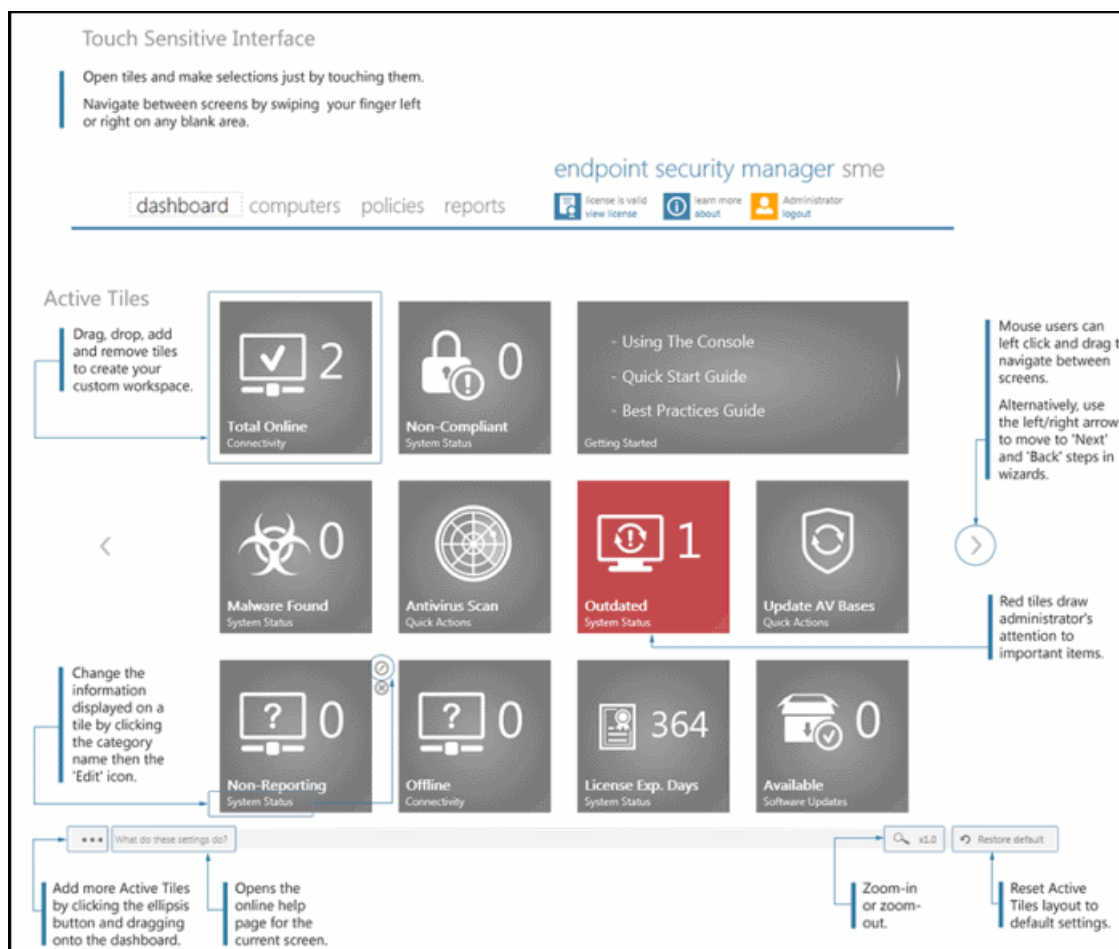 Touch Sensitive Interface
Open tiles and make selections just by touching them.
Navigate between screens by swiping your finger left
or right on any blank area.
endpoint security manager sme
dashboard computers policies reports
license is valid
view license
learn more
about
Administrator
logout
Active Tiles
Drag, drop, add
and remove tiles
to create your
custom workspace.
2
Total Online
Connectivity
0
Non-Compliant
System Status
- Using The Console
- Quick Start Guide
- Best Practices Guide
Getting Started
Mouse users can
left click and drag t
navigate between
screens.
Alternatively, use
the left/right arrow
to move to 'Next'
and 'Back' steps in
wizards.
0
Malware Found
System Status
Antivirus Scan
Quick Actions
1
Outdated
System Status
Update AV Bases
Quick Actions
Red tiles draw
administrator's
attention to
important items.
Change the
information
displayed on a
tile by clicking
the category
name then the
'Edit' icon.
? 0
Non-Reporting
System Status
? 0
Offline
Connectivity
364
License Exp. Days
System Status
0
Available
Software Updates
What do these settings do?
x1.0
Restore default
Add more Active Tiles
by clicking the ellipsis
button and dragging
onto the dashboard.
Opens the
online help
page for the
current screen.
Zoom-in
or zoom-
out.
Reset Active
Tiles layout to
default settings.